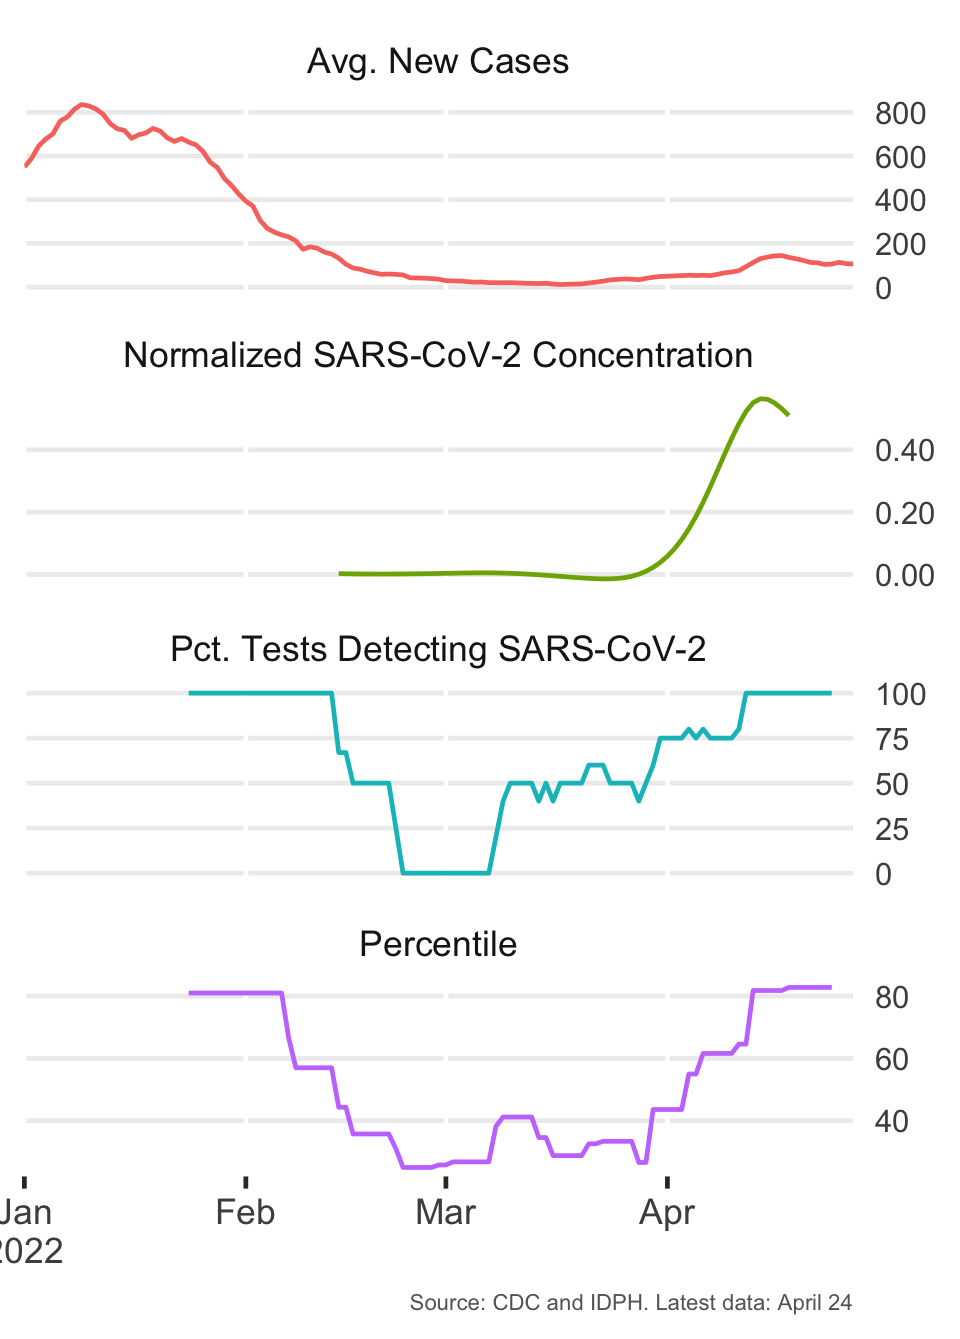 Avg. New Cases
800
600
400
200
0
Normalized SARS-CoV-2 Concentration
0.40
0.20
0.00
Pct. Tests Detecting SARS-CoV-2
100
75
50
25
0
Percentile
80
60
40
Jan Feb Mar Apr
2022
Source: CDC and IDPH. Latest data: April 24